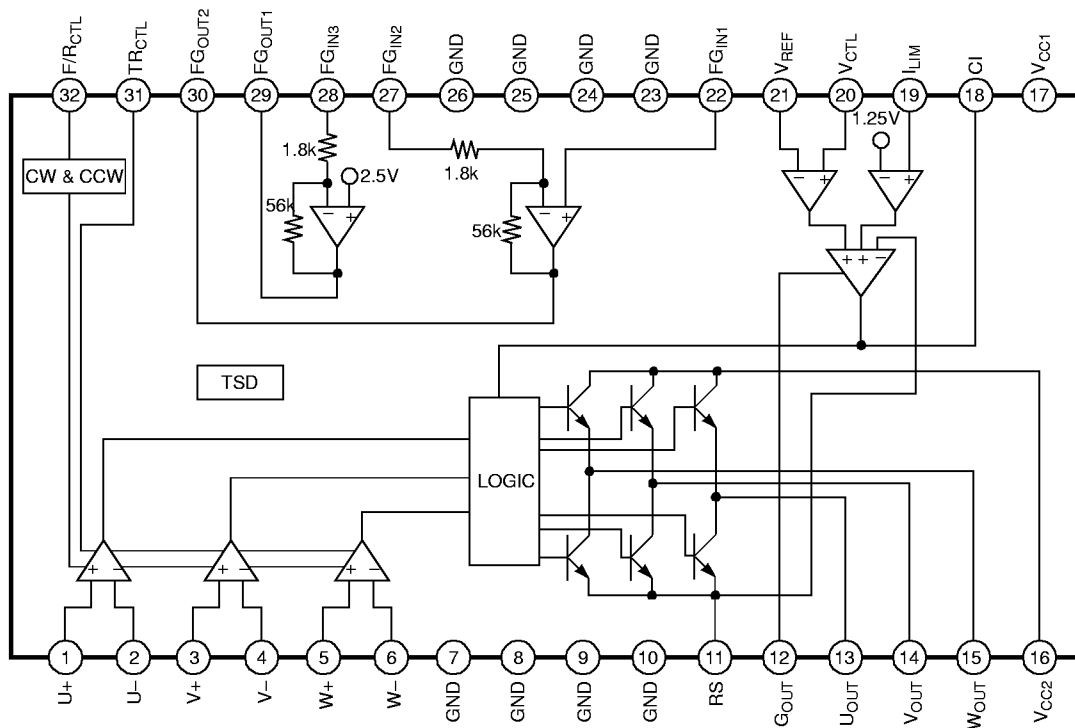 F/RCTL
TRCTL
FGOUT2
FGOUT1
FGIN3
FGIN2
GND
GND
GND
GND
FGIN1
VREF
VCTL
ILIM
CI
VCC1
32
31
30
29
28
27
26
25
24
23
22
21
20
19
18
17
1.25V
1.8k
CW & CCW
1.8k
2.5V
− +
− +
56k
− +
56k
− +
+ + −
TSD
LOGIC
+ −
+ −
+ −
1
2
3
4
5
6
7
8
9
10
11
12
13
14
15
16
U+
U−
V+
V−
W+
W−
GND
GND
GND
GND
RS
GOUT
UOUT
VOUT
WOUT
VCC2